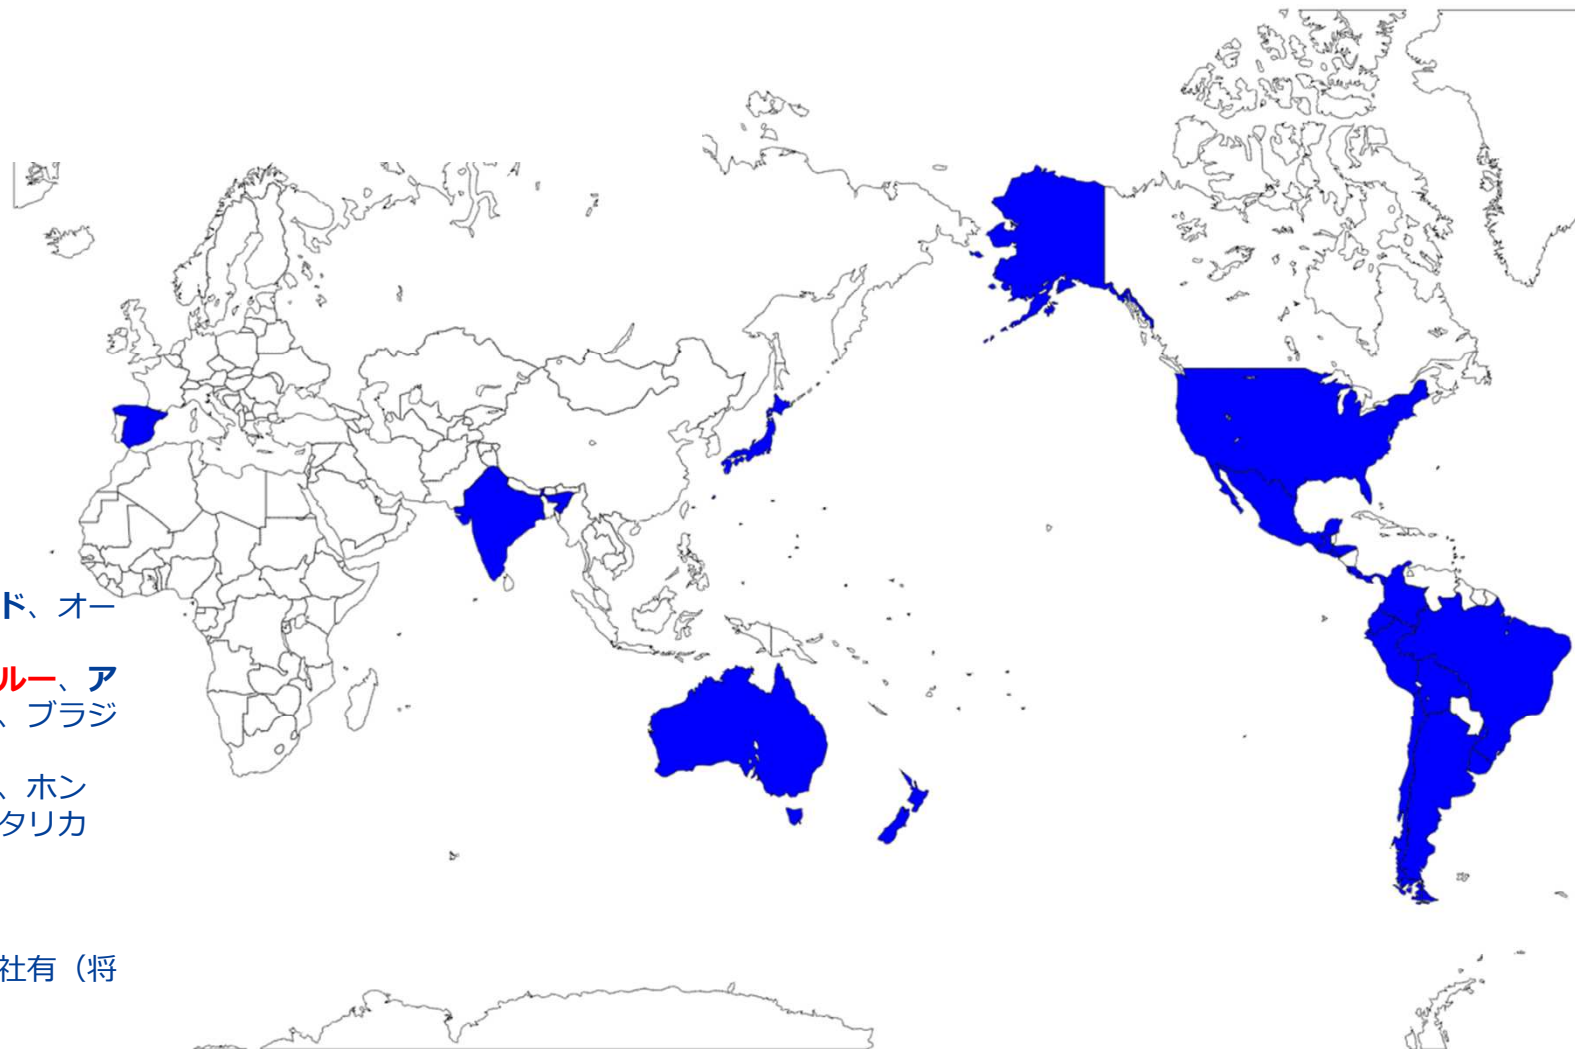 ド、オー
ルー、ア
、ブラジ
、ホン
タリカ
社有（将